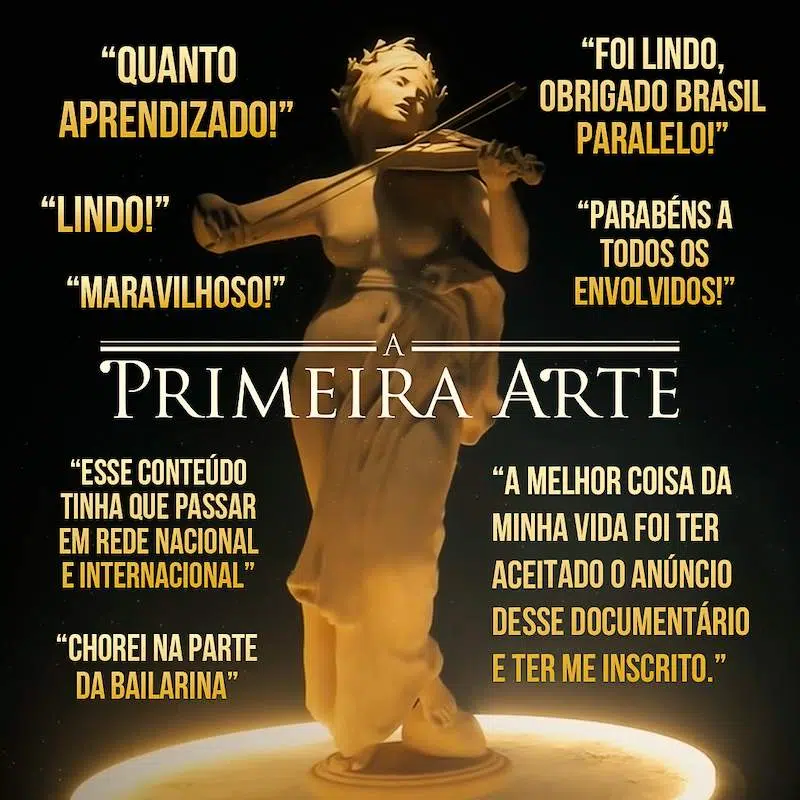 “QUANTO
APRENDIZADO!”
“LINDO!”
“MARAVILHOSO!”
“FOI LINDO,
OBRIGADO BRASIL
PARALELO!”
“PARABÉNS A
TODOS OS
ENVOLVIDOS!”
A
PRIMEIRA ARTE
“ESSE CONTEÚDO
TINHA QUE PASSAR
EM REDE NACIONAL
E INTERNACIONAL”
“CHOREI NA PARTE
DA BAILARINA”
“A MELHOR COISA DA
MINHA VIDA FOI TER
ACEITADO O ANÚNCIO
DESSE DOCUMENTÁRIO
E TER ME INSCRITO.”